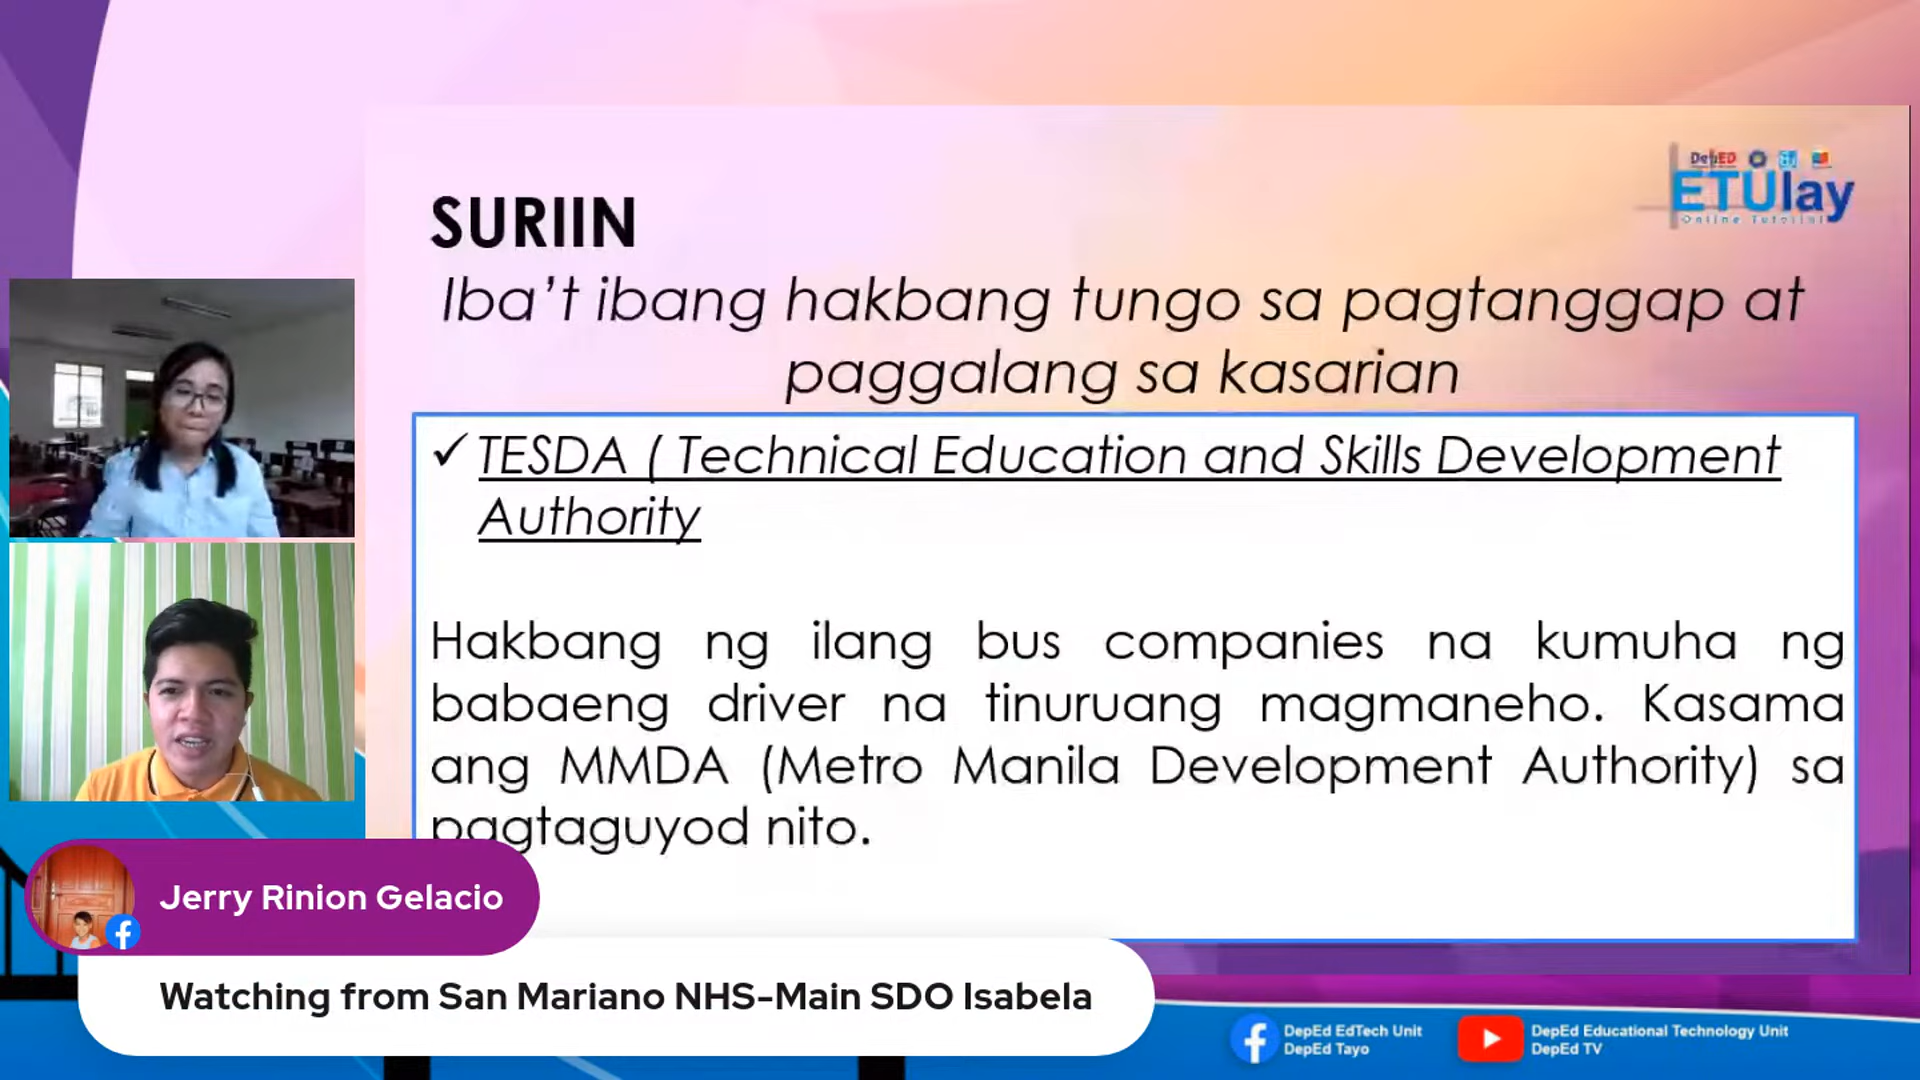 DepED
ETUlay
Online Tutorial
SURIIN
Iba't ibang hakbang tungo sa pagtanggap at
paggalang sa kasarian
✓ TESDA ( Technical Education and Skills Development
Authority
Hakbang ng ilang bus companies na kumuha ng
babaeng driver na tinuruang magmaneho. Kasama
ang MMDA (Metro Manila Development Authority) sa
pagtaguyod nito.
Jerry Rinion Gelacio
Watching from San Mariano NHS-Main SDO Isabela
DepEd EdTech Unit
DepEd Tayo
DepEd Educational Technology Unit
DepEd TV